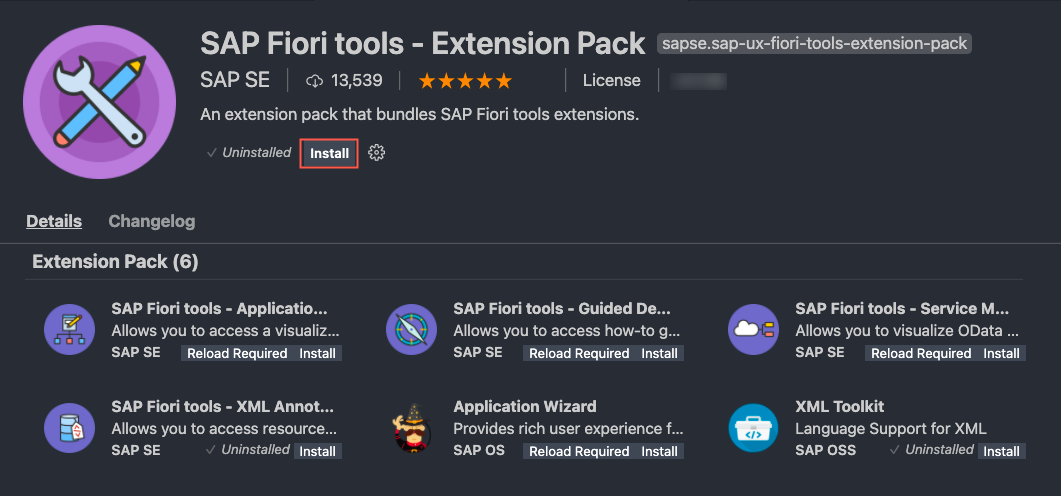 SAP Fiori tools - Extension Pack sapse.sap-ux-fiori-tools-extension-pack
SAP SE 13,539 License
An extension pack that bundles SAP Fiori tools extensions.
Uninstalled Install
Details Changelog
Extension Pack (6)
SAP Fiori tools - Applicatio...
Allows you to access a visualiz...
SAP SE Reload Required Install
SAP Fiori tools - Guided De...
Allows you to access how-to g...
SAP SE Reload Required Install
SAP Fiori tools - Service M...
Allows you to visualize OData ...
SAP SE Reload Required Install
SAP Fiori tools - XML Annot...
Allows you to access resource...
SAP SE Uninstalled Install
Application Wizard
Provides rich user experience f...
SAP OS Reload Required Install
XML Toolkit
Language Support for XML
SAP OSS Uninstalled Install